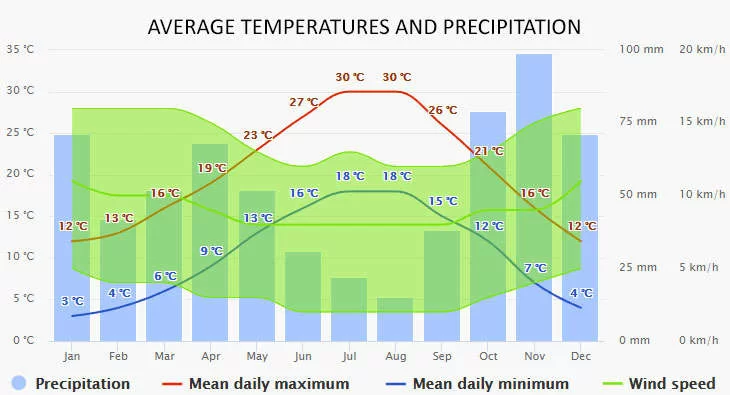 AVERAGE TEMPERATURES AND PRECIPITATION
35 °C 100 mm 20 km/h
30 °C 30 °C 30 °C
27 °C 26 °C
25 °C 23 °C 75 mm 15 km/h
19 °C 21 °C
20 °C 18 °C 18 °C
16 °C 16 °C 15 °C 16 °C 50 mm 10 km/h
15 °C 12 °C 13 °C 13 °C 12 °C 12 °C
10 °C 9 °C
6 °C 7 °C 25 mm 5 km/h
5 °C 3 °C 4 °C 4 °C
0 °C 0 mm 0 km/h
Jan Feb Mar Apr May Jun Jul Aug Sep Oct Nov Dec
Precipitation Mean daily maximum Mean daily minimum Wind speed